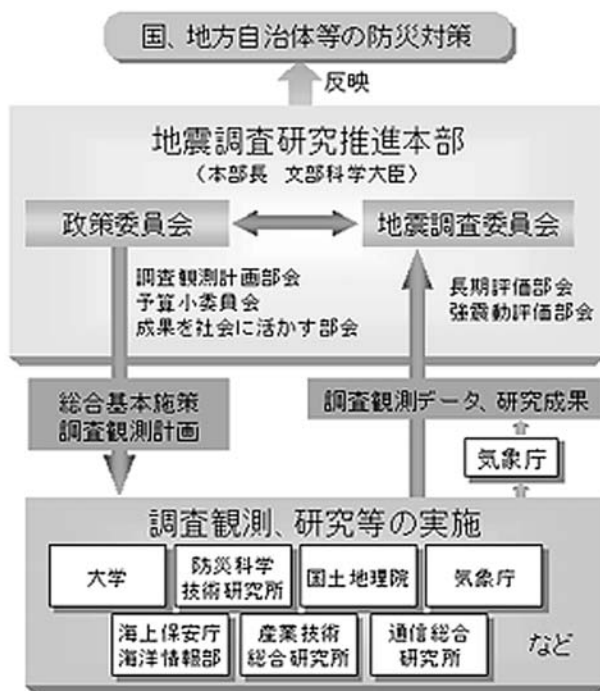 国、地方自治体等の防災対策
反映
地震調査研究推進本部
（本部長　文部科学大臣）
政策委員会
地震調査委員会
調査観測計画部会
予算小委員会
成果を社会に活かす部会
長期評価部会
強震動評価部会
総合基本施策
調査観測計画
調査観測データ、研究成果
気象庁
調査観測、研究等の実施
大学
防災科学
技術研究所
国土地理院
気象庁
海上保安庁
海洋情報部
産業技術
総合研究所
通信総合
研究所
など